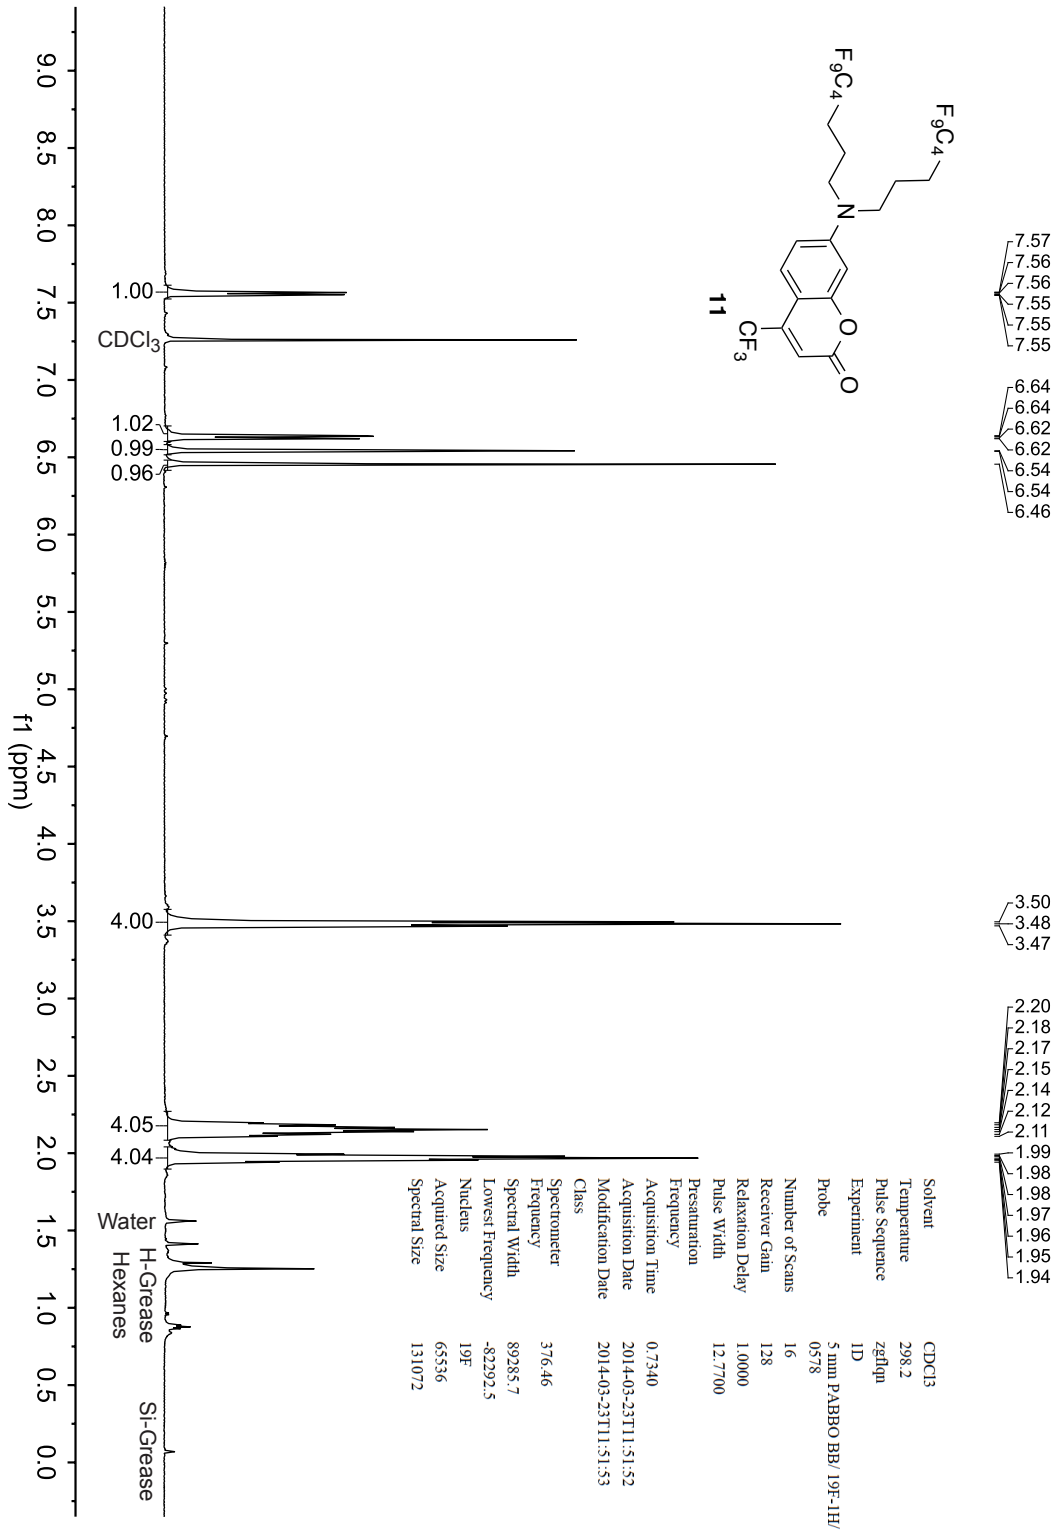 7.57
7.56
7.56
7.55
7.55
7.55
6.64
6.64
6.62
6.62
6.54
6.54
6.46
3.50
3.48
3.47
2.20
2.18
2.17
2.15
2.14
2.12
2.11
1.99
1.98
1.98
1.97
1.96
1.95
1.94
F9C4
F9C4
N
O
O
CF3
11
Solvent CDCl3
Temperature 298.2
Pulse Sequence zgflqn
Experiment 1D
Probe 5 mm PABBO BB/ 19F-1H/
0578
Number of Scans 16
Receiver Gain 128
Relaxation Delay 1.0000
Pulse Width 12.7700
Presaturation
Frequency
Acquisition Time 0.7340
Acquisition Date 2014-03-23T11:51:52
Modification Date 2014-03-23T11:51:53
Class
Spectrometer 376.46
Frequency
Spectral Width 89285.7
Lowest Frequency -82292.5
Nucleus 19F
Acquired Size 65536
Spectral Size 131072
1.00
CDCl3
1.02
0.99
0.96
4.00
4.05
4.04
Water
H-Grease
Hexanes
Si-Grease
9.0 8.5 8.0 7.5 7.0 6.5 6.0 5.5 5.0 4.5 4.0 3.5 3.0 2.5 2.0 1.5 1.0 0.5 0.0
f1 (ppm)